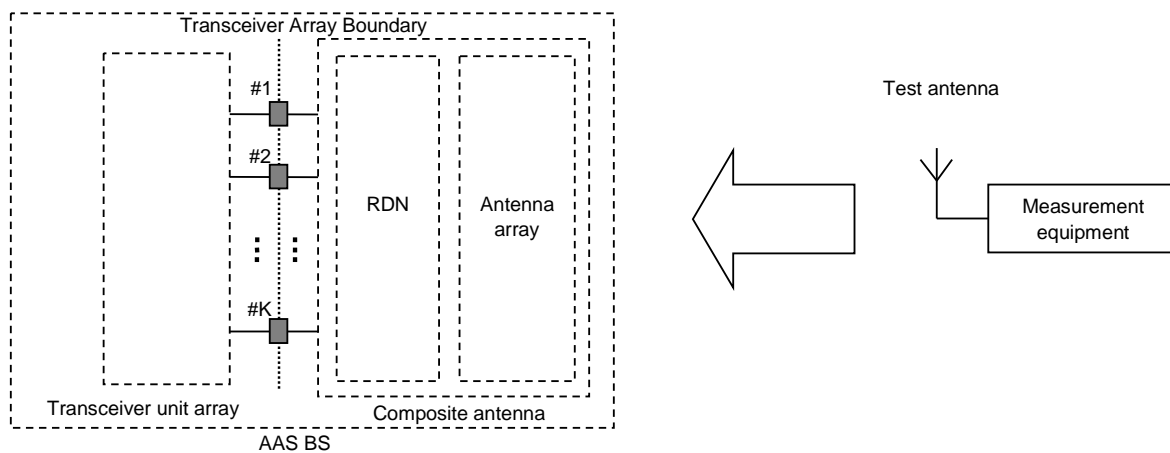 Transceiver Array Boundary
#1
#2
#K
RDN
Antenna
array
Transceiver unit array
Composite antenna
AAS BS
Test antenna
Measurement
equipment